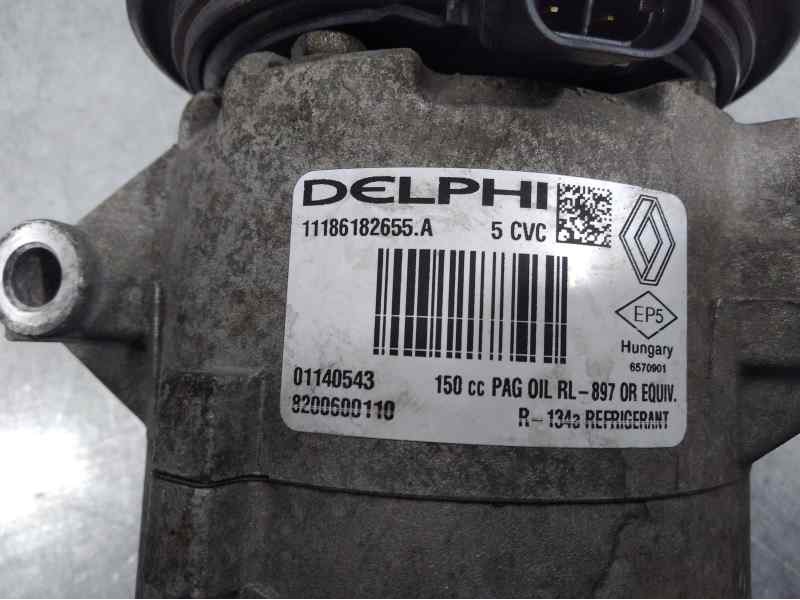 DELPHI
11186182655.A 5 CVC
EP5
Hungary
6570901
01140543 150 cc PAG OIL RL-897 OR EQUIV.
8200600110 R-134a REFRIGERANT